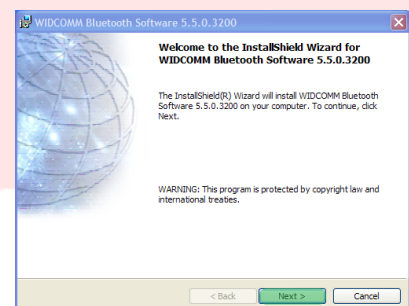 WIDCOMM Bluetooth Software 5.5.0.3200
Welcome to the InstallShield Wizard for
WIDCOMM Bluetooth Software 5.5.0.3200
The InstallShield(R) Wizard will install WIDCOMM Bluetooth
Software 5.5.0.3200 on your computer. To continue, click
Next.
WARNING: This program is protected by copyright law and
international treaties.
< Back Next > Cancel